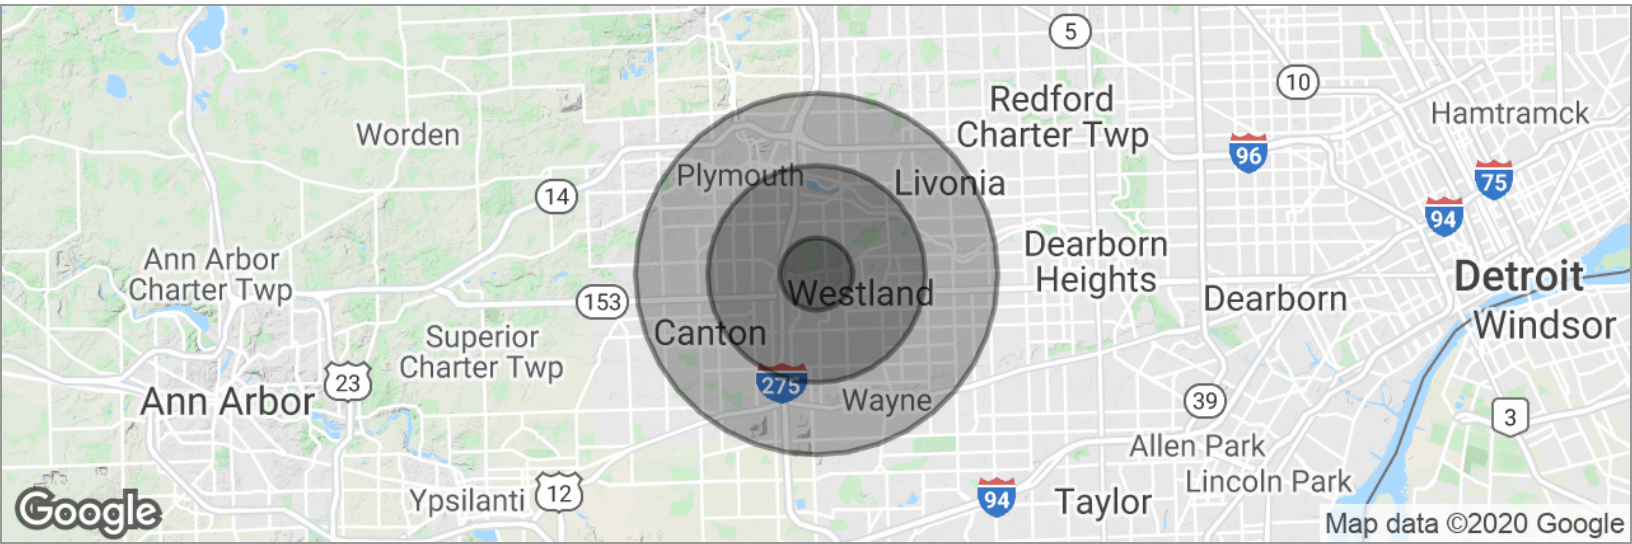 5
10
Redford
Charter Twp
Hamtramck
Worden
96
75
Plymouth
Livonia
14
94
Dearborn
Heights
Ann Arbor
Charter Twp
Detroit
153
Westland
Dearborn
Windsor
Canton
Superior
Charter Twp
23
275
Ann Arbor
Wayne
39
3
Allen Park
Lincoln Park
Ypsilanti
12
94
Taylor
Google
Map data ©2020 Google